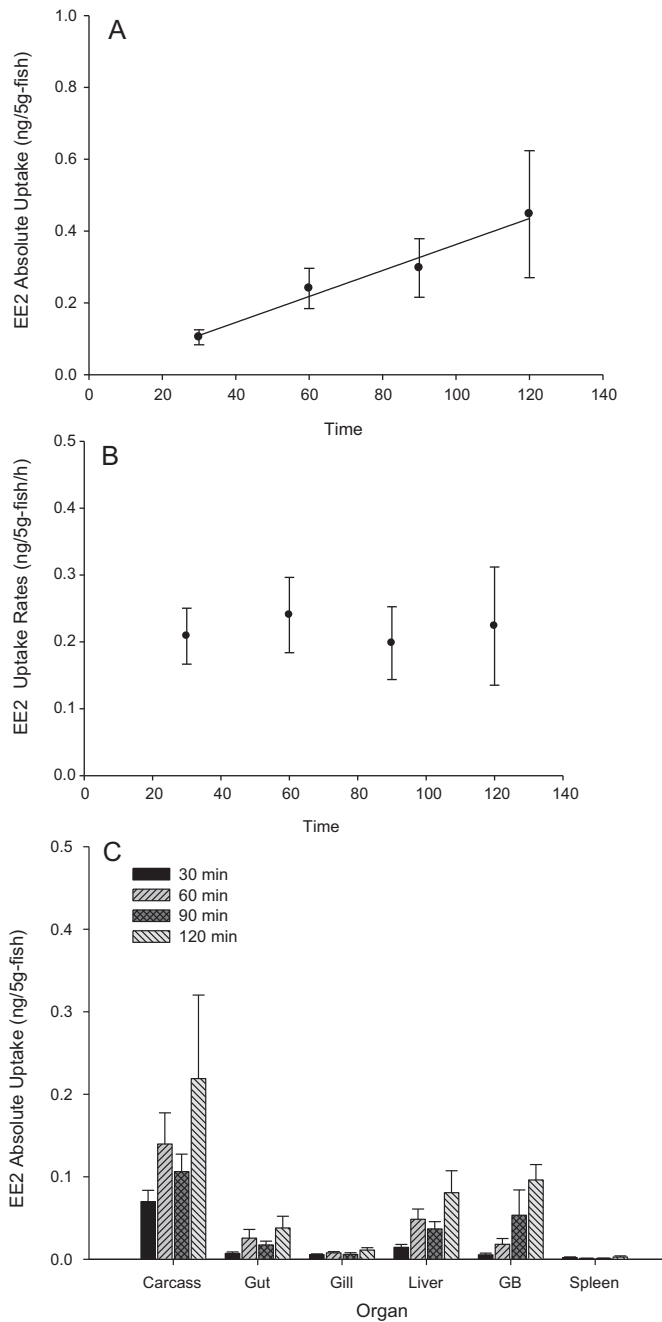 A
EE2 Absolute Uptake (ng/5g-fish)
1.0
0.8
0.6
0.4
0.2
0.0
0 20 40 60 80 100 120 140
Time
B
EE2 Uptake Rates (ng/5g-fish/h)
0.5
0.4
0.3
0.2
0.1
0.0
0 20 40 60 80 100 120 140
Time
C
EE2 Absolute Uptake (ng/5g-fish)
0.5
0.4
0.3
0.2
0.1
0.0
30 min
60 min
90 min
120 min
Carcass Gut Gill Liver GB Spleen
Organ